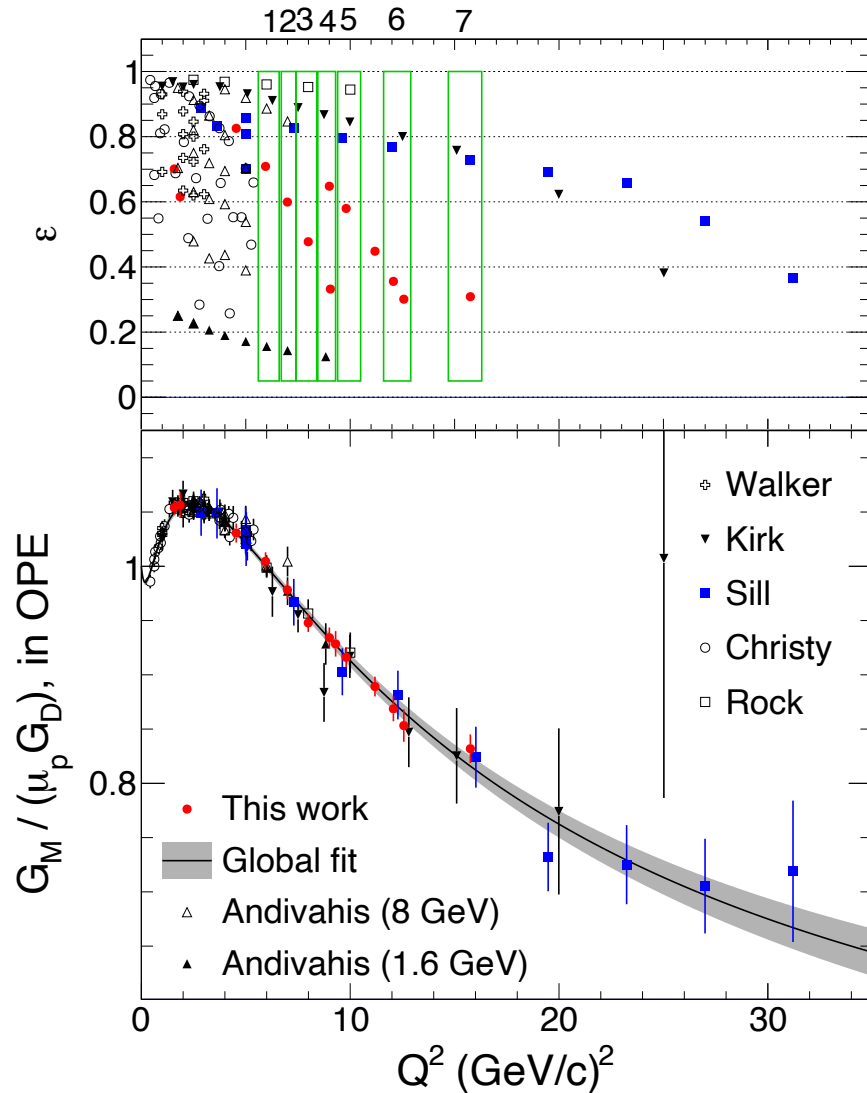 1 2 3 4 5 6 7
1
0.8
0.6
0.4
0.2
0
ε
Walker
Kirk
Sill
Christy
Rock
1
0.8
G_M / (μ_p G_D), in OPE
This work
Global fit
Andivahis (8 GeV)
Andivahis (1.6 GeV)
0 10 20 30
Q² (GeV/c)²